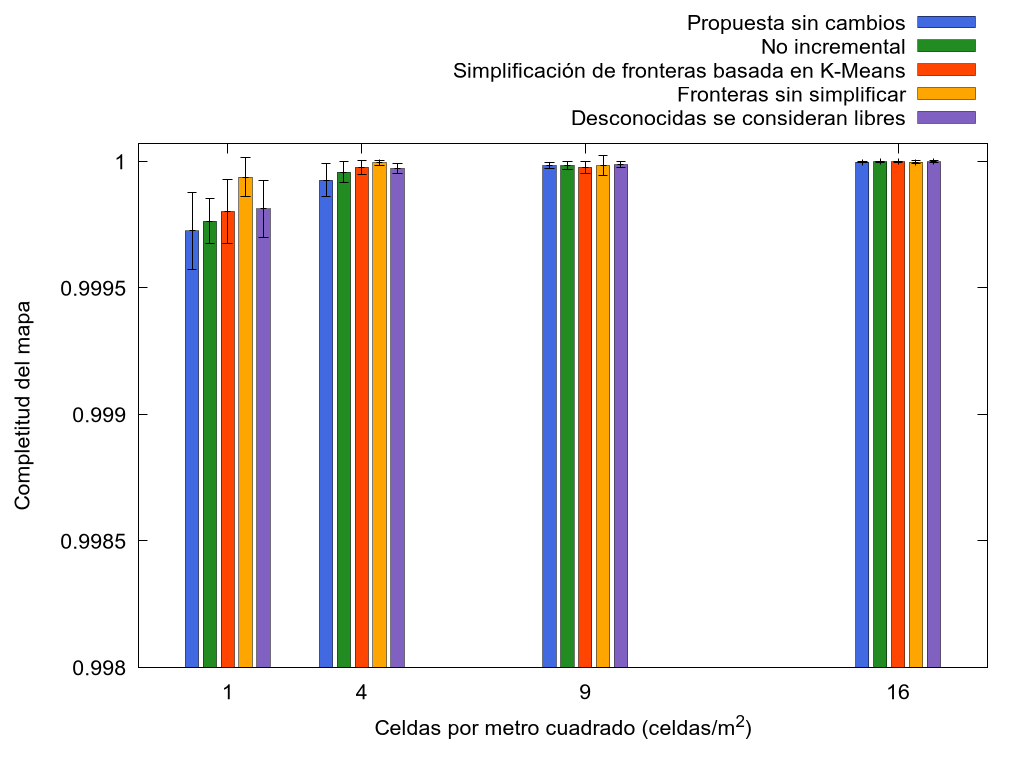 Propuesta sin cambios
No incremental
Simplificación de fronteras basada en K-Means
Fronteras sin simplificar
Desconocidas se consideran libres
1
0.9995
0.999
0.9985
0.998
Completitud del mapa
1 4 9 16
Celdas por metro cuadrado (celdas/m²)